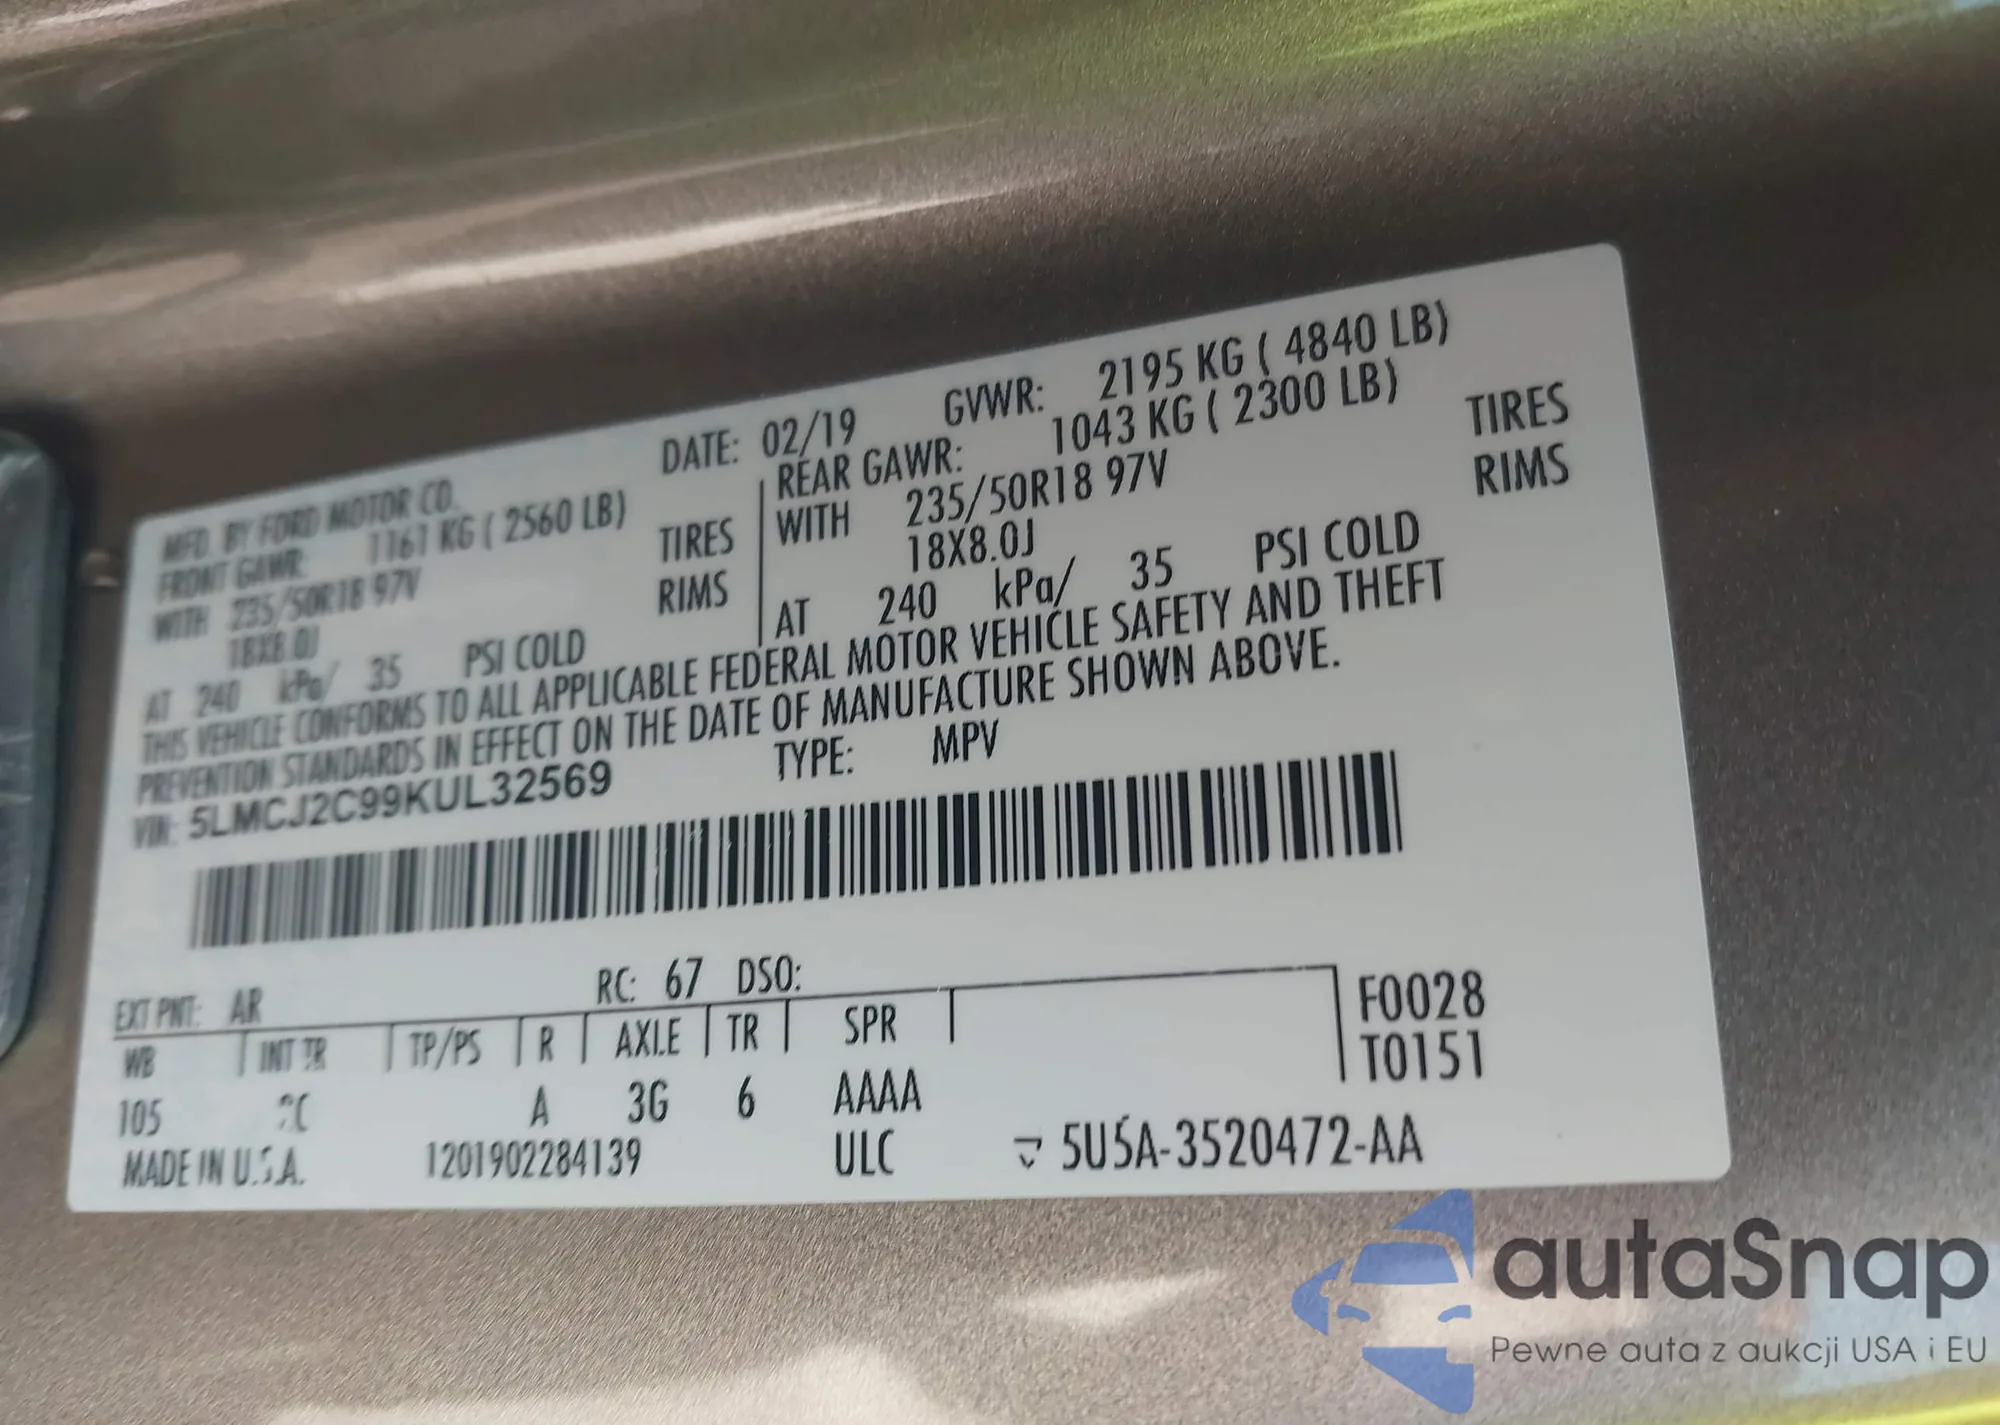 MFD. BY FORD MOTOR CO. DATE: 02/19 GVWR: 2195 KG ( 4840 LB)
FRONT GAWR: 1161 KG ( 2560 LB) REAR GAWR: 1043 KG ( 2300 LB)
WITH 235/50R18 97V TIRES WITH 235/50R18 97V TIRES
18X8.0J RIMS 18X8.0J RIMS
AT 240 kPa/ 35 PSI COLD AT 240 kPa/ 35 PSI COLD
THIS VEHICLE CONFORMS TO ALL APPLICABLE FEDERAL MOTOR VEHICLE SAFETY AND THEFT
PREVENTION STANDARDS IN EFFECT ON THE DATE OF MANUFACTURE SHOWN ABOVE.
VIN: 5LMCJ2C99KUL32569 TYPE: MPV
EXT PNT: AR RC: 67 DSO:
WB INT TR TP/PS R AXLE TR SPR F0028
105 A 3G 6 AAAA T0151
MADE IN U.S.A. 1201902284139 ULC 5U5A-3520472-AA
autaSnap
Pewne auta z aukcji USA i EU